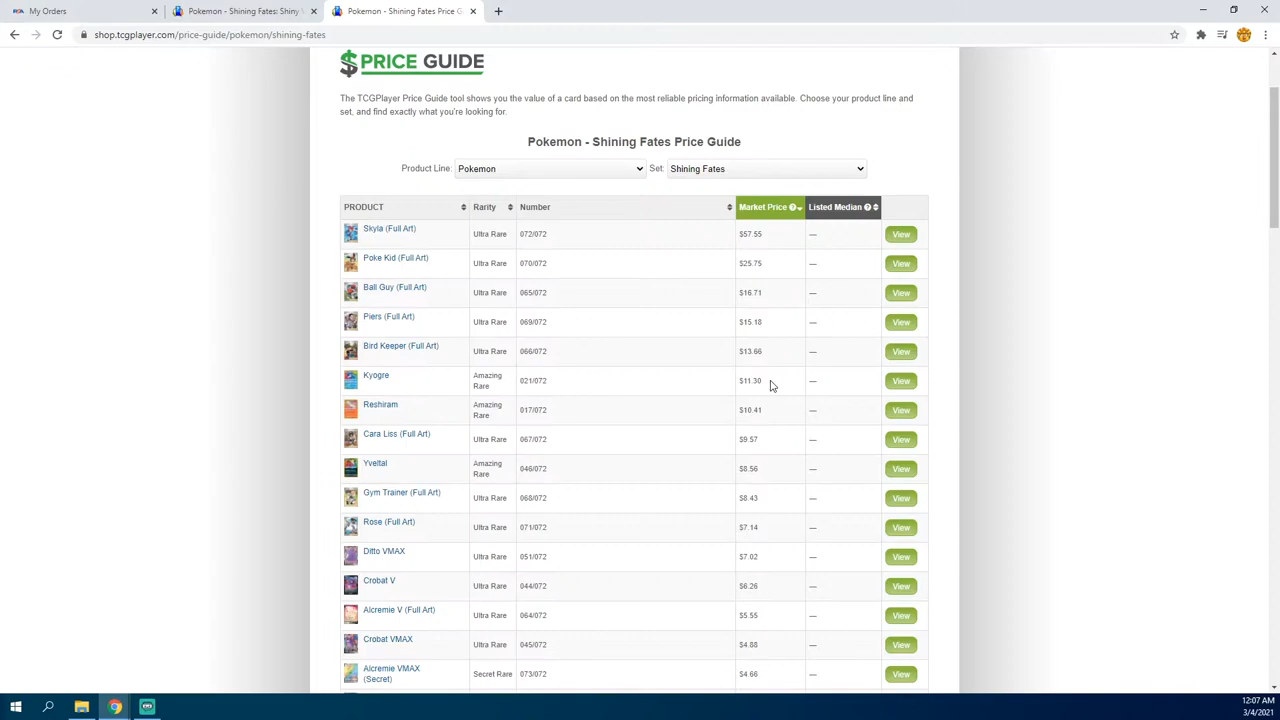 My Orders
Pokemon - Shining Fates: Shiny
Pokemon - Shining Fates Price G
shop.tcgplayer.com/price-guide/pokemon/shining-fates
$PRICE GUIDE
The TCGPlayer Price Guide tool shows you the value of a card based on the most reliable pricing information available. Choose your product line and
set, and find exactly what you're looking for.
Pokemon - Shining Fates Price Guide
Product Line: Pokemon Set: Shining Fates
PRODUCT Rarity Number Market Price Listed Median
Skyla (Full Art) Ultra Rare 072/072 $57.55 — View
Poke Kid (Full Art) Ultra Rare 070/072 $25.75 — View
Ball Guy (Full Art) Ultra Rare 065/072 $16.71 — View
Piers (Full Art) Ultra Rare 069/072 $15.18 — View
Bird Keeper (Full Art) Ultra Rare 066/072 $13.66 — View
Kyogre Amazing Rare 021/072 $11.30 — View
Reshiram Amazing Rare 017/072 $10.41 — View
Cara Liss (Full Art) Ultra Rare 067/072 $9.57 — View
Yveltal Amazing Rare 046/072 $8.56 — View
Gym Trainer (Full Art) Ultra Rare 068/072 $8.43 — View
Rose (Full Art) Ultra Rare 071/072 $7.14 — View
Ditto VMAX Ultra Rare 051/072 $7.02 — View
Crobat V Ultra Rare 044/072 $6.26 — View
Alcremie V (Full Art) Ultra Rare 064/072 $5.55 — View
Crobat VMAX Ultra Rare 045/072 $4.88 — View
Alcremie VMAX (Secret) Secret Rare 073/072 $4.66 — View
12:07 AM
3/4/2021